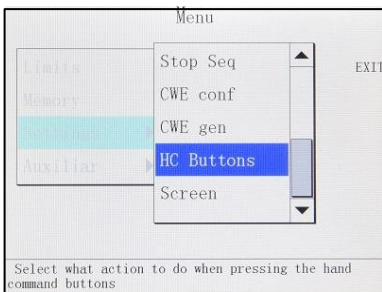 Menu
Limits
Memory
Settings
Auxiliar
Stop Seq
CWE conf
CWE gen
HC Buttons
Screen
EXIT
Select what action to do when pressing the hand
command buttons